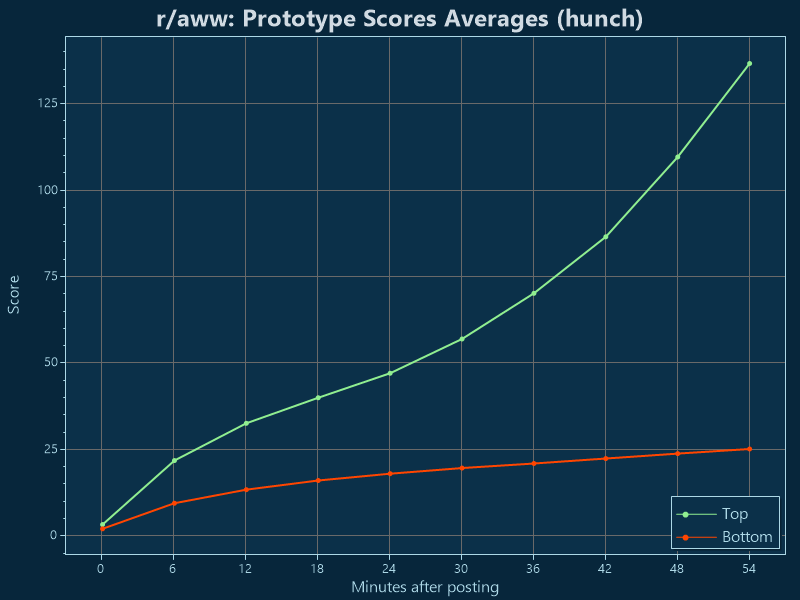 r/aww: Prototype Scores Averages (hunch)
125
100
75
50
25
0
Score
0 6 12 18 24 30 36 42 48 54
Minutes after posting
Top
Bottom